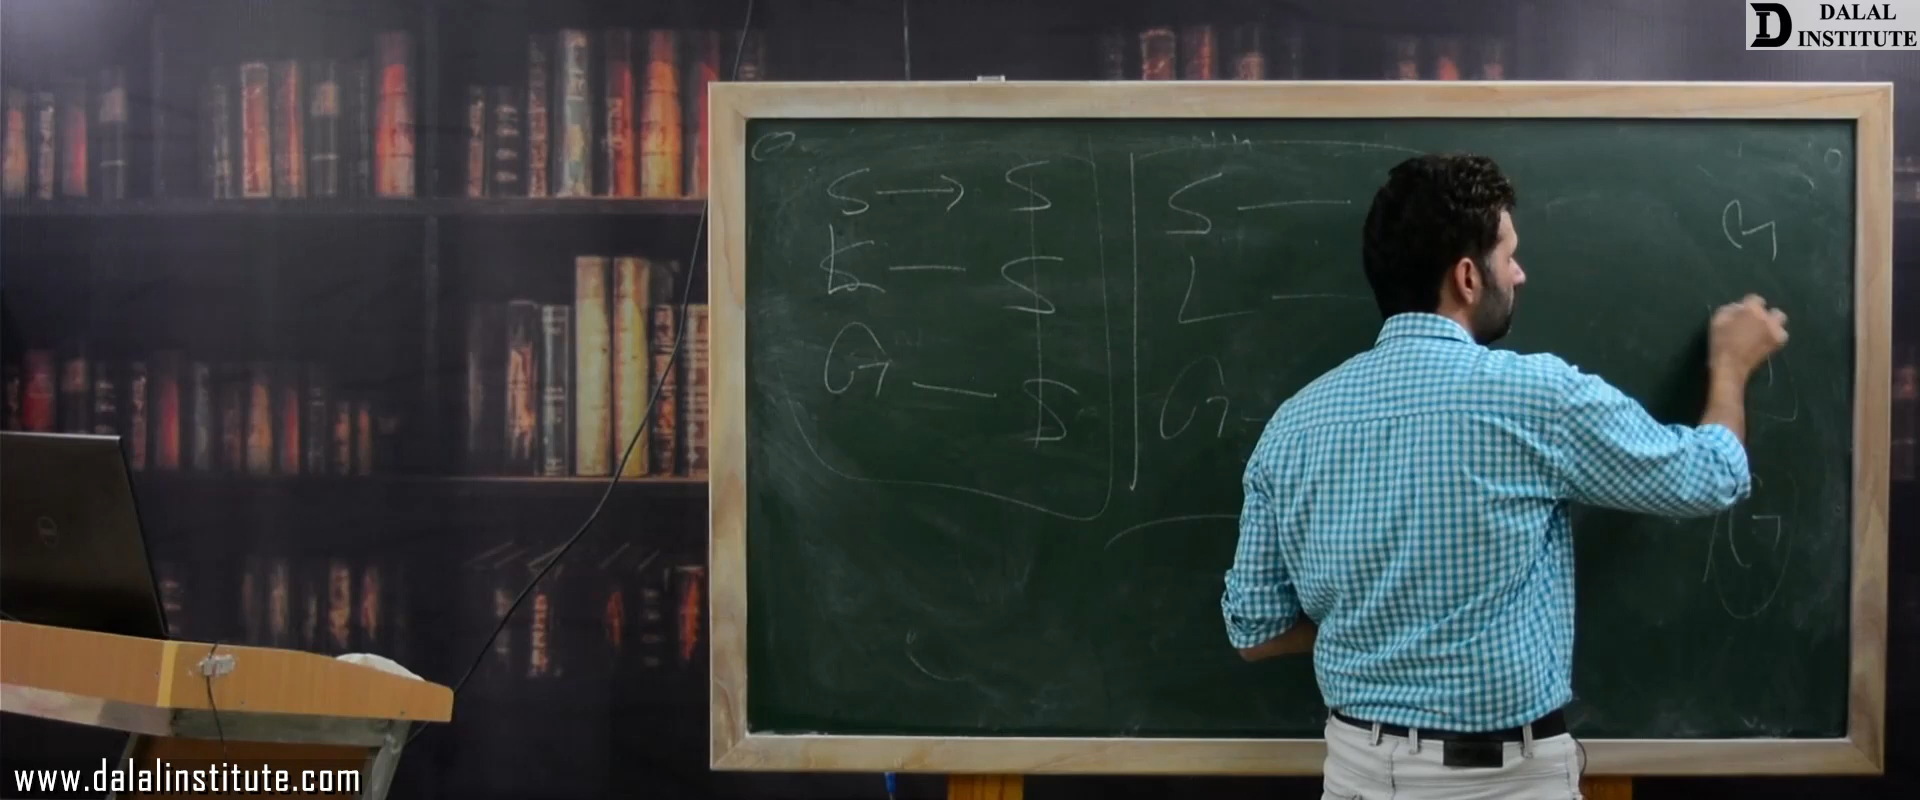 DALAL
INSTITUTE
S → S
S — S
G — S
S —
L —
G —
G
www.dalalinstitute.com